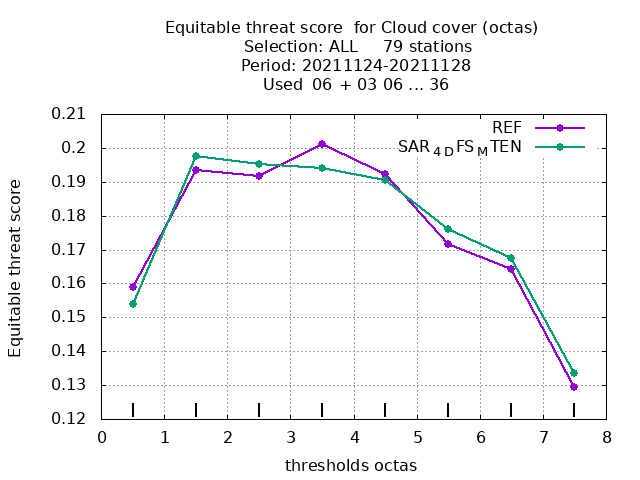 Equitable threat score  for Cloud cover (octas)
Selection: ALL     79 stations
Period: 20211124-20211128
Used  06  + 03 06 ... 36
0.21
0.2
0.19
0.18
0.17
0.16
0.15
0.14
0.13
0.12
Equitable threat score
REF
SAR4DFSMTEN
0 1 2 3 4 5 6 7 8
thresholds octas